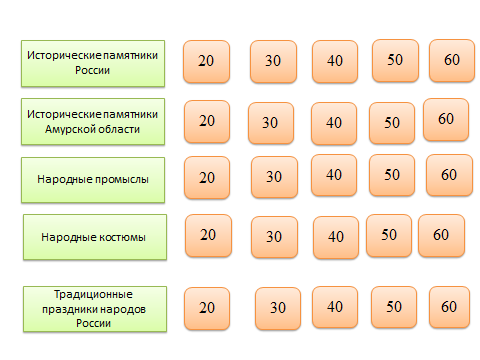 Исторические памятники
России
20 30 40 50 60
Исторические памятники
Амурской области
20 30 40 50 60
Народные промыслы
20 30 40 50 60
Народные костюмы
20 30 40 50 60
Традиционные
праздники народов
России
20 30 40 50 60